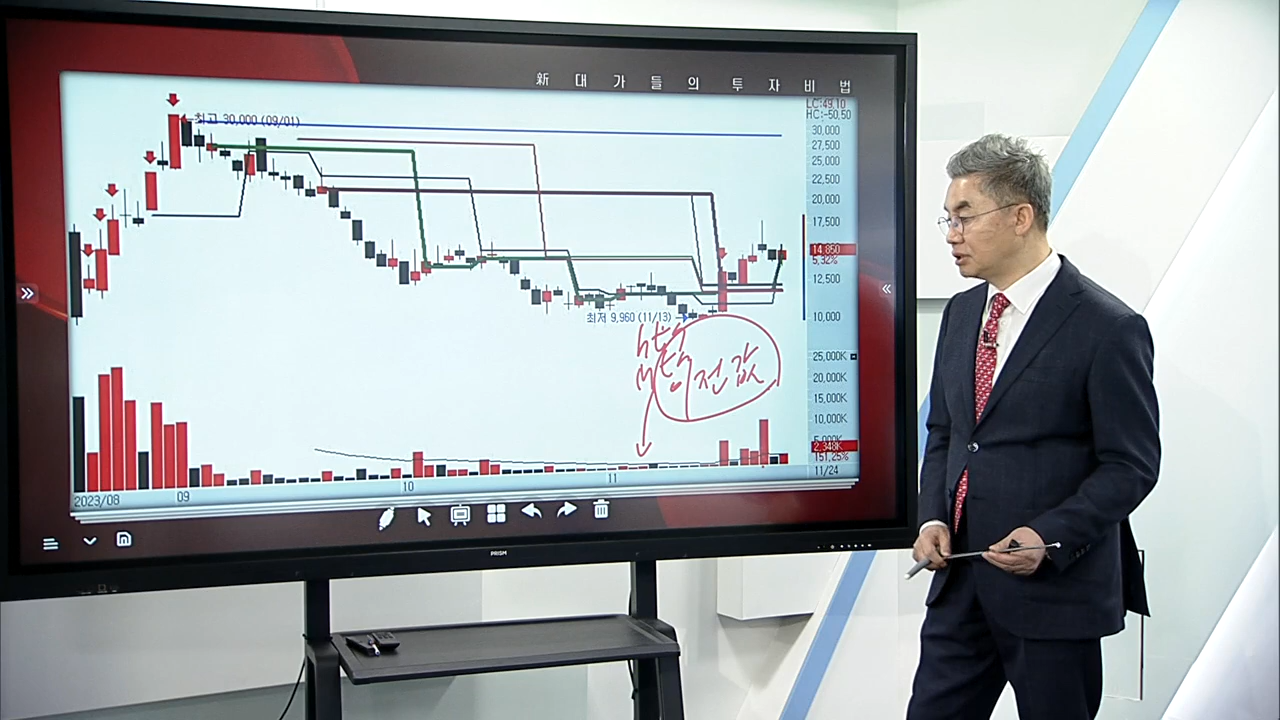 新 대 가 들 의 투 자 비 법
LC:49.10
HC:-50.50
최고 30,000 (09/01)
30,000
27,500
25,000
22,500
20,000
17,500
14,850
5.32%
12,500
10,000
최저 9,960 (11/13)
전값
25,000K
20,000K
15,000K
10,000K
5,000K
2,348K
151.25%
2023/08
09
10
11
11/24
PRISM